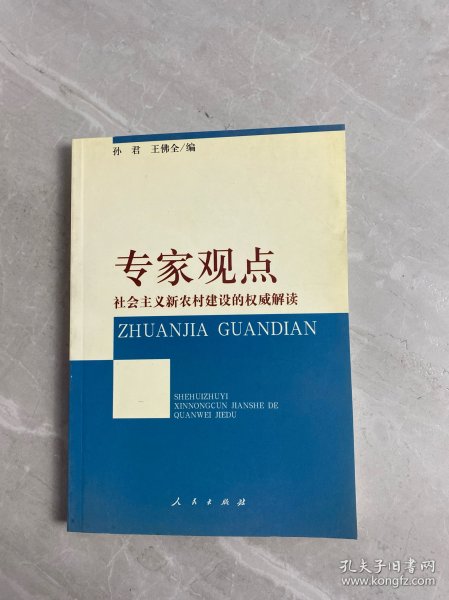 孙 君 王佛全/编
专家观点
社会主义新农村建设的权威解读
ZHUANJIA GUANDIAN
SHEHUIZHUYI
XINNONGCUN JIANSHE DE
QUANWEI JIEDU
人民出版社
孔夫子旧书网
www.kongfz.com